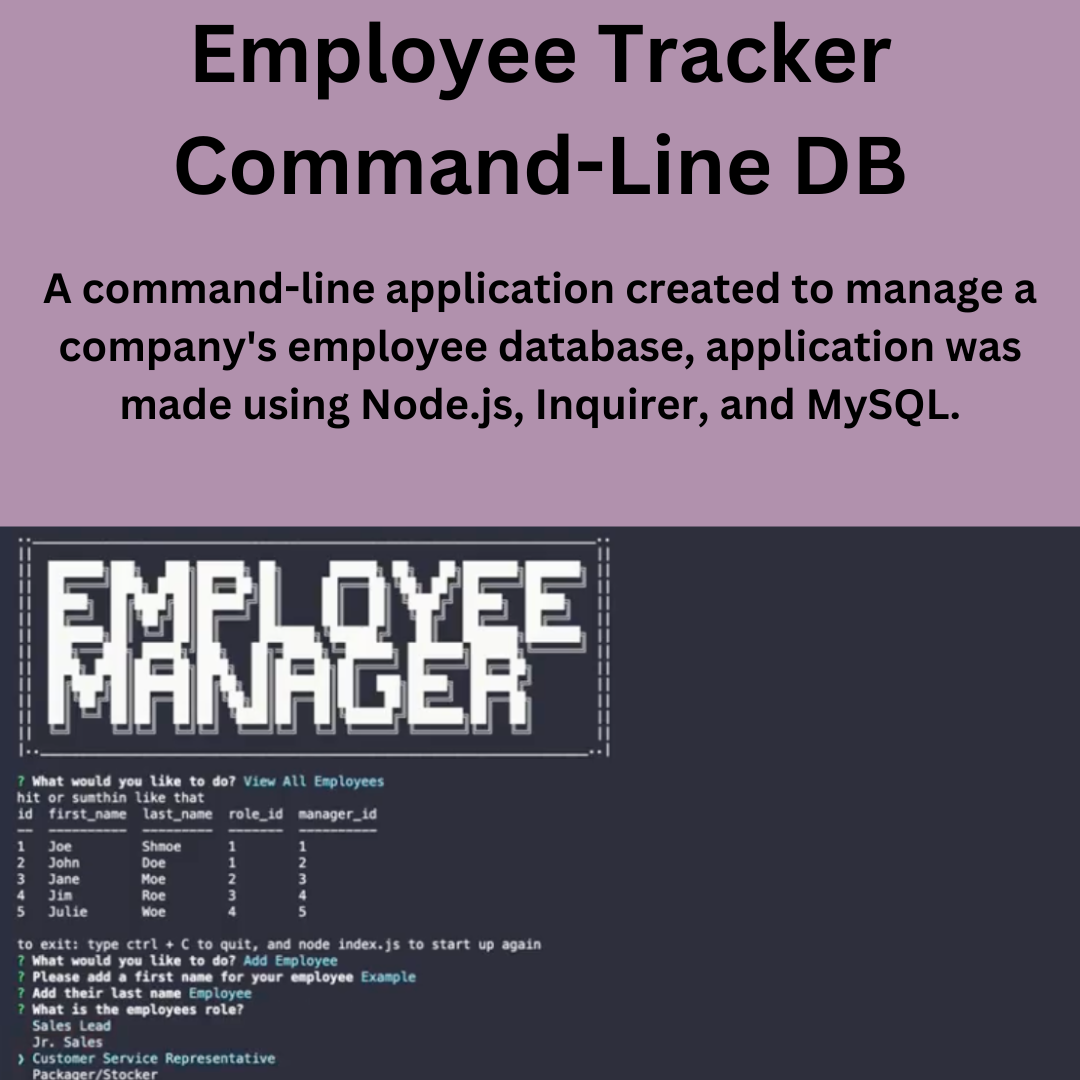 Employee Tracker
Command-Line DB
A command-line application created to manage a
company's employee database, application was
made using Node.js, Inquirer, and MySQL.
EMPLOYEE
MANAGER
? What would you like to do? View All Employees
hit or sumthin like that
id first_name last_name role_id manager_id
-- ---------- --------- ------- ----------
1 Joe Shmoe 1 1
2 John Doe 1 2
3 Jane Moe 2 3
4 Jim Roe 3 4
5 Julie Woe 4 5
to exit: type ctrl + C to quit, and node index.js to start up again
? What would you like to do? Add Employee
? Please add a first name for your employee Example
? Add their last name Employee
? What is the employees role?
Sales Lead
Jr. Sales
❯ Customer Service Representative
Packager/Stocker